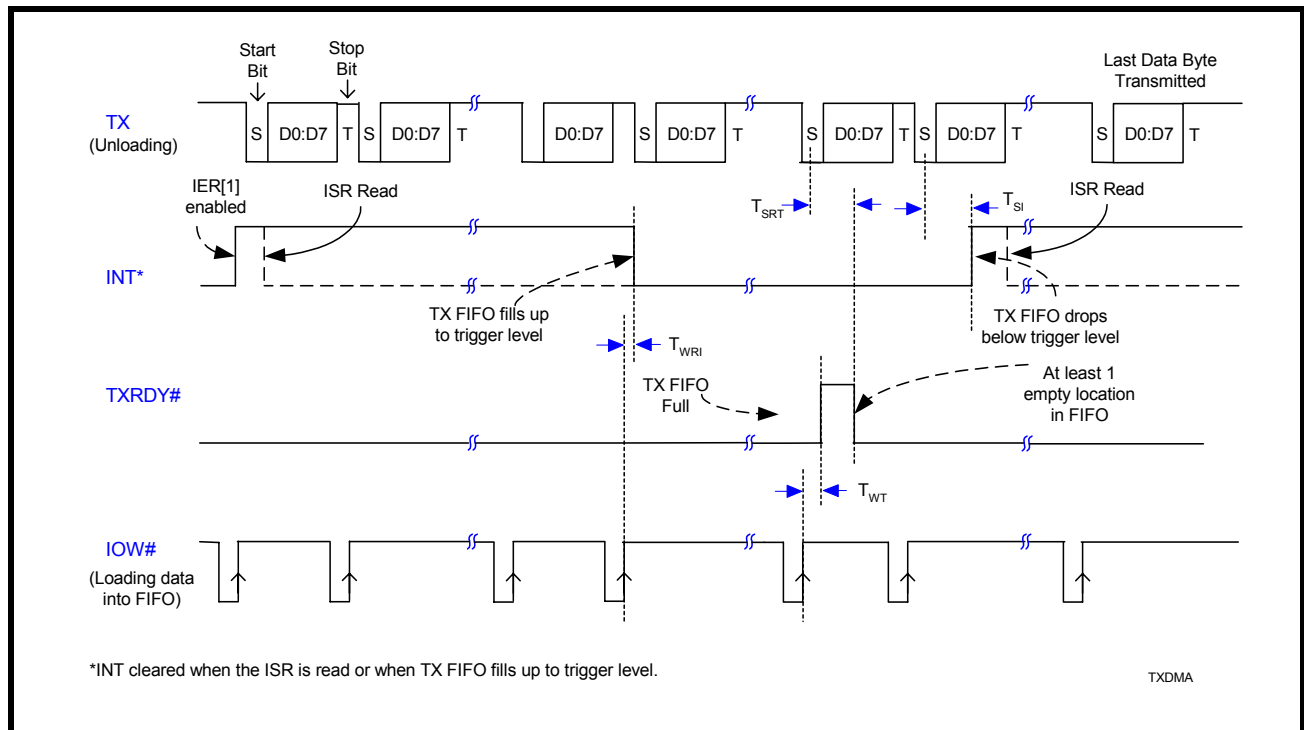 Start
Bit
Stop
Bit
Last Data Byte
Transmitted
TX
(Unloading)
S D0:D7 T S D0:D7 T D0:D7 T S D0:D7 T S D0:D7 T S D0:D7 T S D0:D7 T
IER[1]
enabled
ISR Read
TSRT
TSI
ISR Read
INT*
TX FIFO fills up
to trigger level
TX FIFO drops
below trigger level
TWRI
TXRDY#
TX FIFO
Full
At least 1
empty location
in FIFO
TWT
IOW#
(Loading data
into FIFO)
*INT cleared when the ISR is read or when TX FIFO fills up to trigger level.
TXDMA